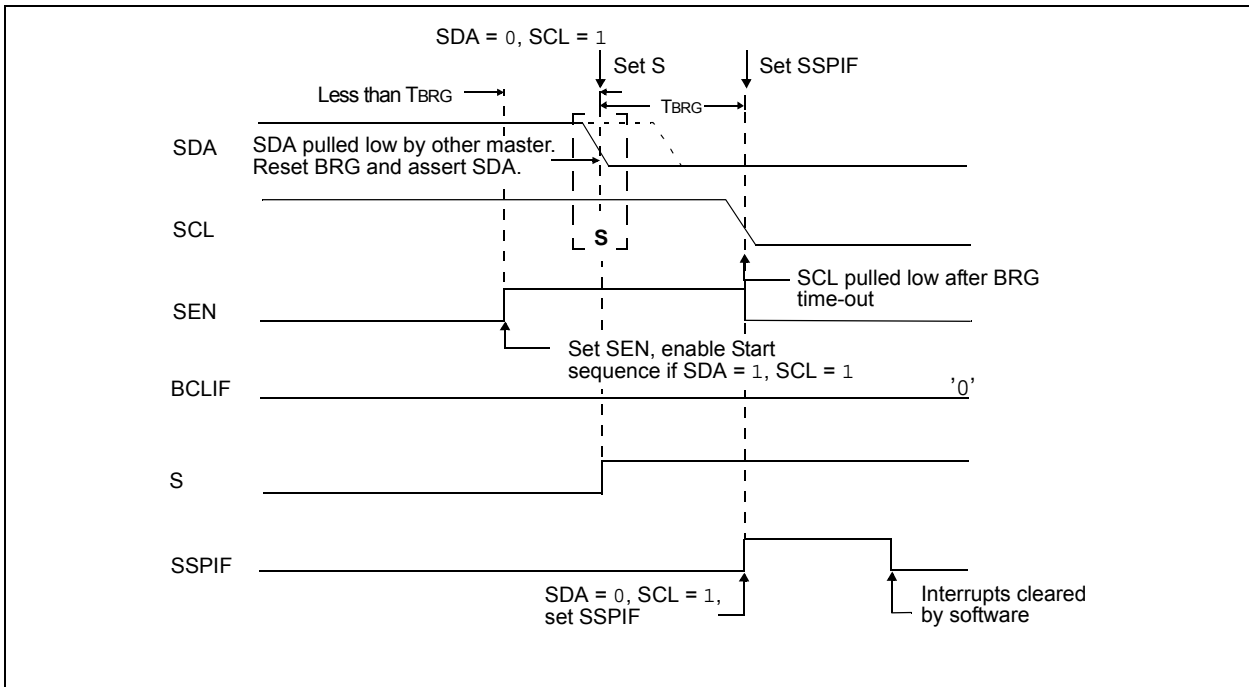 SDA = 0, SCL = 1
Set S
Set SSPIF
Less than TBRG
TBRG
SDA
SDA pulled low by other master.
Reset BRG and assert SDA.
SCL
S
SCL pulled low after BRG
time-out
SEN
Set SEN, enable Start
sequence if SDA = 1, SCL = 1
BCLIF
'0'
S
SSPIF
SDA = 0, SCL = 1,
set SSPIF
Interrupts cleared
by software